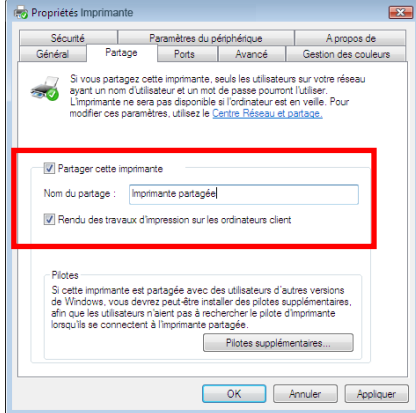 Propriétés Imprimante
Sécurité
Paramètres du périphérique
A propos de
Général
Partage
Ports
Avancé
Gestion des couleurs
Si vous partagez cette imprimante, seuls les utilisateurs sur votre réseau
ayant un nom d'utilisateur et un mot de passe pourront l'utiliser.
L'imprimante ne sera pas disponible si l'ordinateur est en veille. Pour
modifier ces paramètres, utilisez le Centre Réseau et partage.
Partager cette imprimante
Nom du partage : Imprimante partagée
Rendu des travaux d'impression sur les ordinateurs client
Pilotes
Si cette imprimante est partagée avec des utilisateurs d'autres versions
de Windows, vous devrez peut-être installer des pilotes supplémentaires,
afin que les utilisateurs n'aient pas à rechercher le pilote d'imprimante
lorsqu'ils se connectent à l'imprimante partagée.
Pilotes supplémentaires...
OK
Annuler
Appliquer